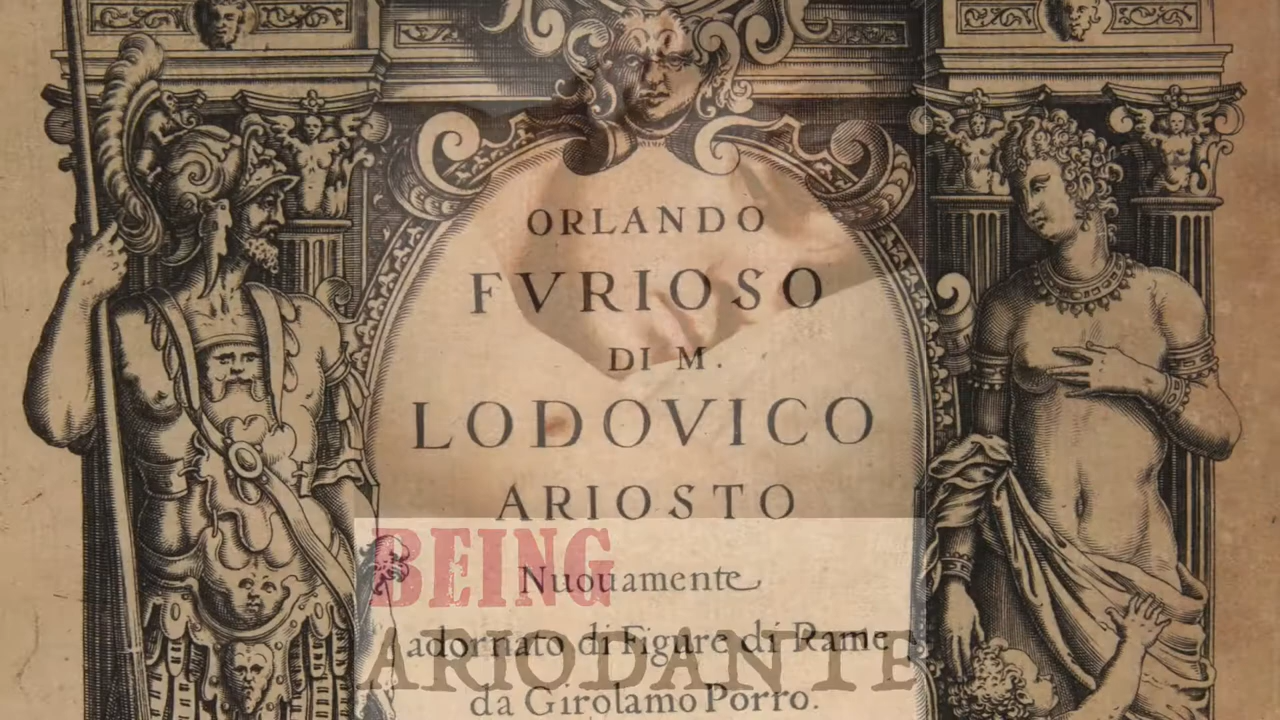 ORLANDO
FVRIOSO
DI M.
LODOVICO
ARIOSTO
BEING
Nuouamente
ARIODANTE
adornato di Figure di Rame
da Girolamo Porro.